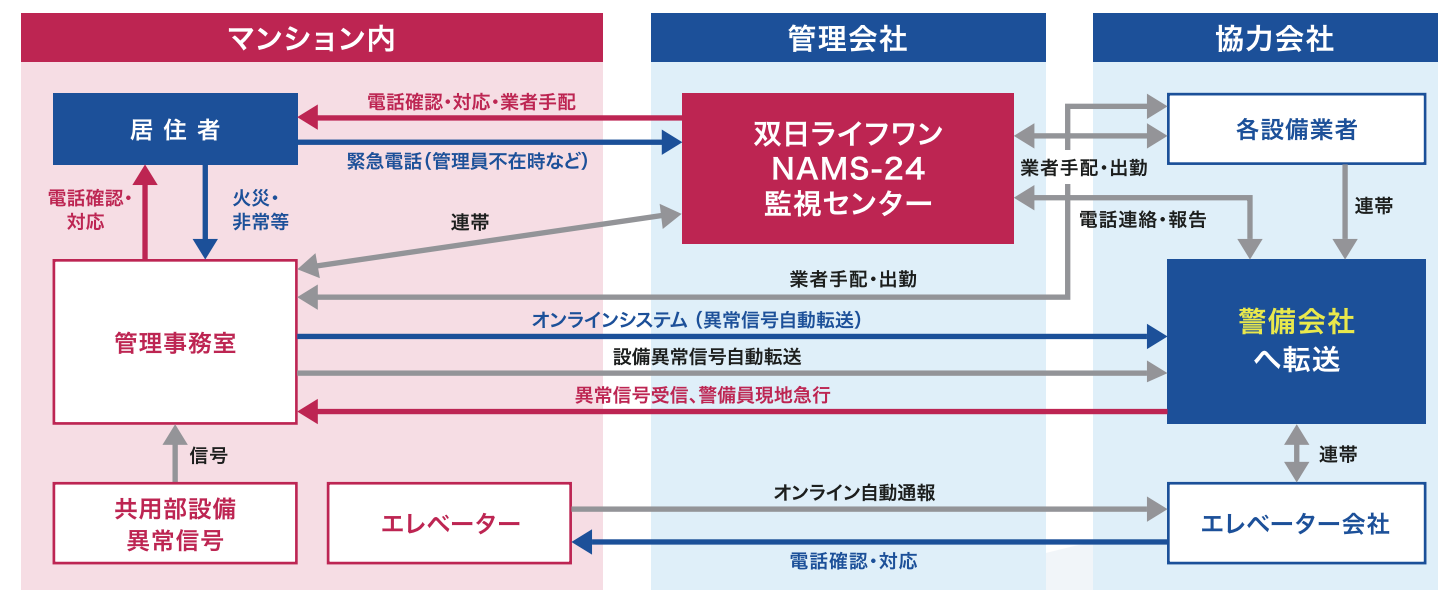 マンション内
管理会社
協力会社
居住者
電話確認・対応・業者手配
緊急電話（管理員不在時など）
双日ライフワン
NAMS-24
監視センター
各設備業者
業者手配・出勤
電話連絡・報告
連帯
電話確認・
対応
火災・
非常等
連帯
業者手配・出勤
管理事務室
オンラインシステム（異常信号自動転送）
設備異常信号自動転送
異常信号受信、警備員現地急行
警備会社
へ転送
信号
連帯
共用部設備
異常信号
エレベーター
オンライン自動通報
電話確認・対応
エレベーター会社